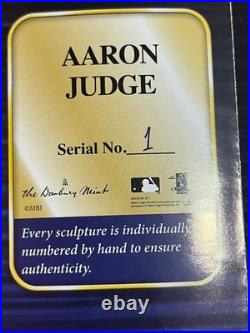 AARON
JUDGE
Serial No. 1
the Danbury Mint
©MBI
Every sculpture is individually
numbered by hand to ensure
authenticity.